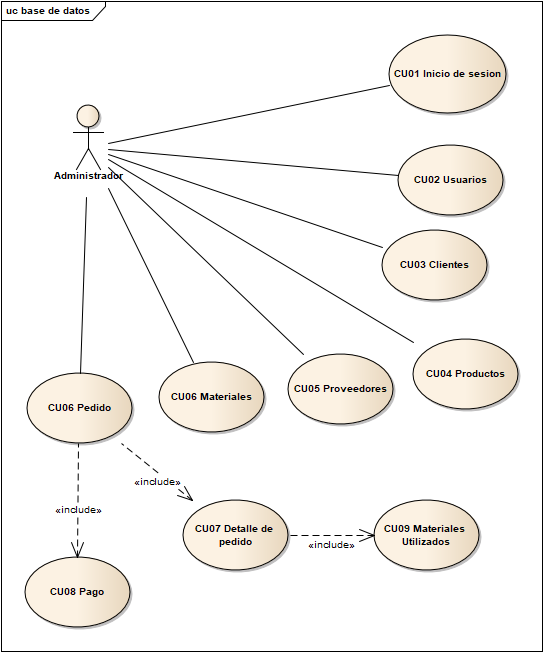 uc base de datos
CU01 Inicio de sesion
Administrador
CU02 Usuarios
CU03 Clientes
CU04 Productos
CU05 Proveedores
CU06 Materiales
CU06 Pedido
«include»
«include»
CU07 Detalle de
pedido
«include»
CU09 Materiales
Utilizados
CU08 Pago